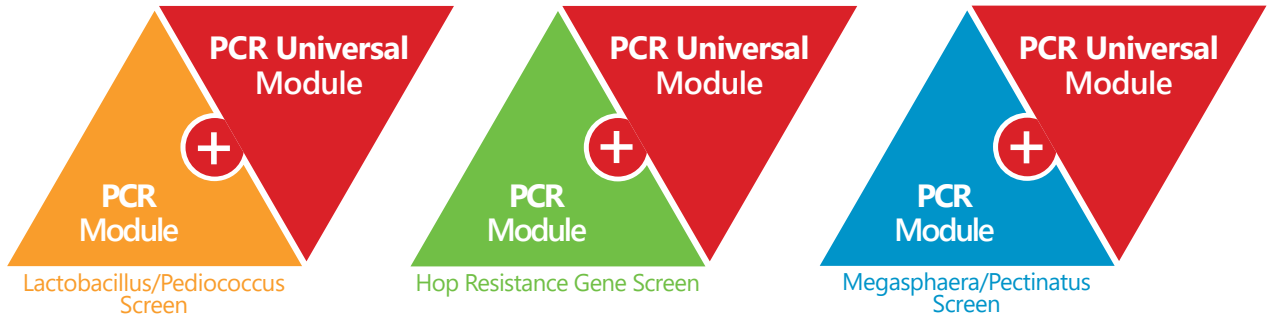 PCR Universal
Module
+
PCR
Module
Lactobacillus/Pediococcus
Screen
PCR Universal
Module
+
PCR
Module
Hop Resistance Gene Screen
PCR Universal
Module
+
PCR
Module
Megasphaera/Pectinatus
Screen